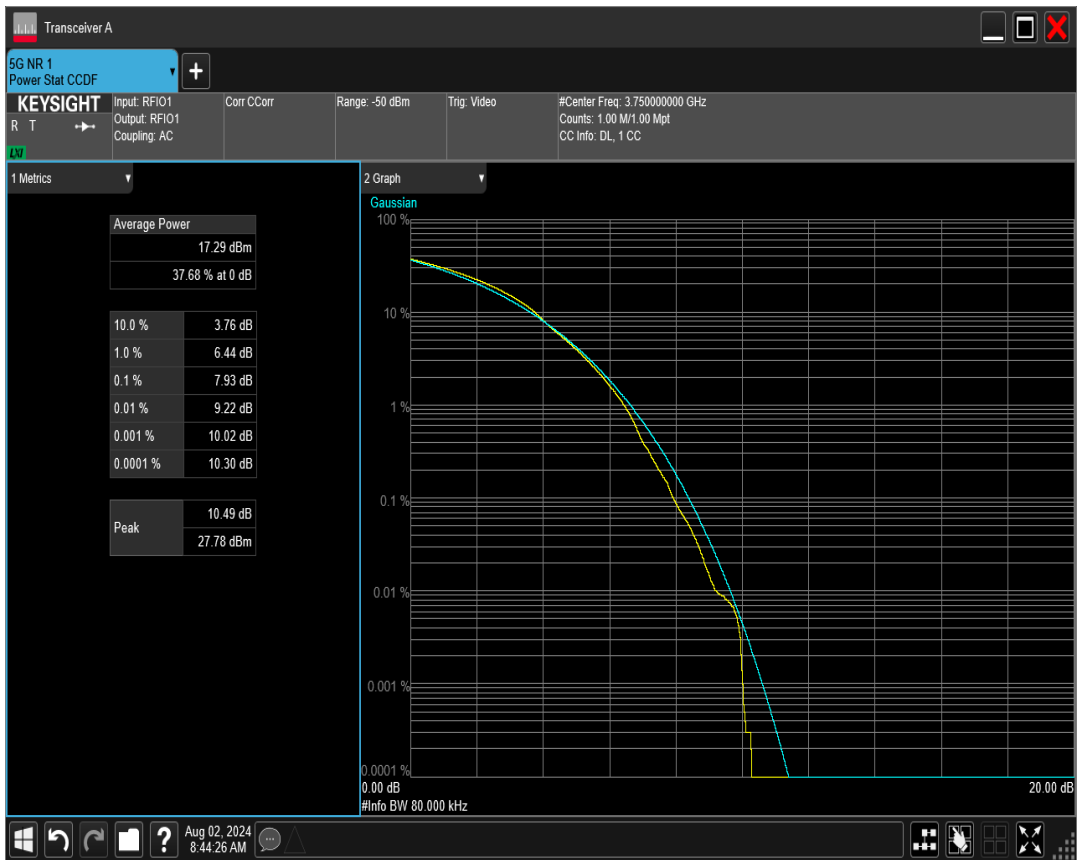 Transceiver A
5G NR 1
Power Stat CCDF
+
KEYSIGHT
R T
LXI
Input: RFIO1
Output: RFIO1
Coupling: AC
Corr CCorr
Range: -50 dBm
Trig: Video
#Center Freq: 3.750000000 GHz
Counts: 1.00 M/1.00 Mpt
CC Info: DL, 1 CC
1 Metrics
Average Power
17.29 dBm
37.68 % at 0 dB
10.0 % 3.76 dB
1.0 % 6.44 dB
0.1 % 7.93 dB
0.01 % 9.22 dB
0.001 % 10.02 dB
0.0001 % 10.30 dB
Peak
10.49 dB
27.78 dBm
2 Graph
Gaussian
100 %
10 %
1 %
0.1 %
0.01 %
0.001 %
0.0001 %
0.00 dB 20.00 dB
#Info BW 80.000 kHz
?
Aug 02, 2024
8:44:26 AM